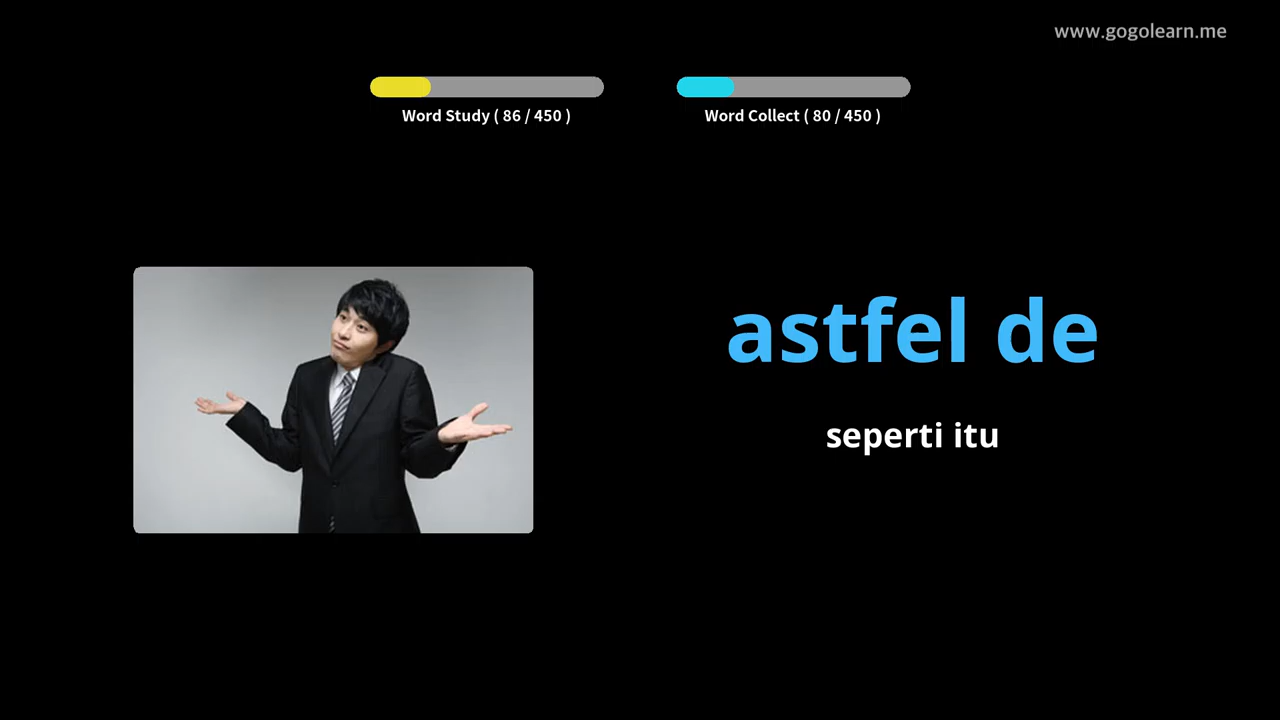 www.gogolearn.me
Word Study ( 86 / 450 )
Word Collect ( 80 / 450 )
astfel de
seperti itu